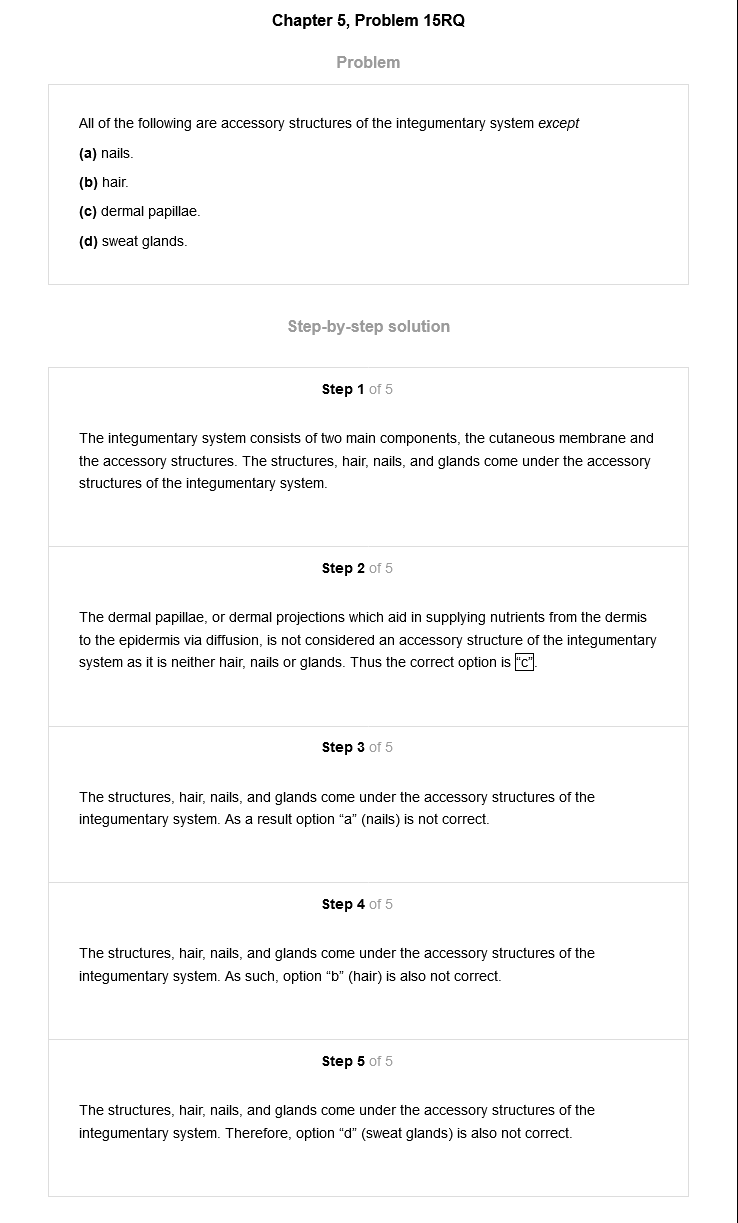 Chapter 5, Problem 15RQ
Problem
All of the following are accessory structures of the integumentary system except
(a) nails.
(b) hair.
(c) dermal papillae.
(d) sweat glands.
Step-by-step solution
Step 1 of 5
The integumentary system consists of two main components, the cutaneous membrane and
the accessory structures. The structures, hair, nails, and glands come under the accessory
structures of the integumentary system.
Step 2 of 5
The dermal papillae, or dermal projections which aid in supplying nutrients from the dermis
to the epidermis via diffusion, is not considered an accessory structure of the integumentary
system as it is neither hair, nails or glands. Thus the correct option is “c”.
Step 3 of 5
The structures, hair, nails, and glands come under the accessory structures of the
integumentary system. As a result option “a” (nails) is not correct.
Step 4 of 5
The structures, hair, nails, and glands come under the accessory structures of the
integumentary system. As such, option “b” (hair) is also not correct.
Step 5 of 5
The structures, hair, nails, and glands come under the accessory structures of the
integumentary system. Therefore, option “d” (sweat glands) is also not correct.